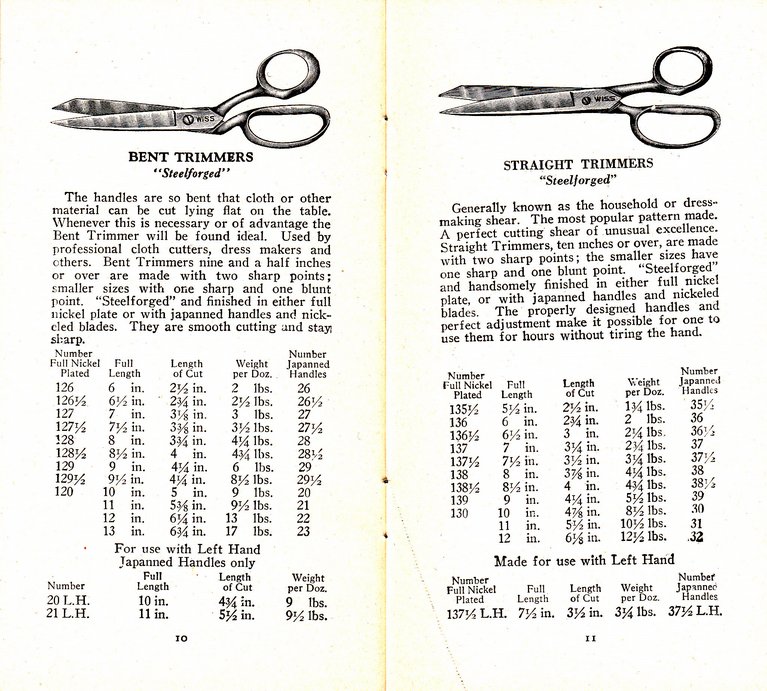 WISS
BENT TRIMMERS
"Steelforged"
The handles are so bent that cloth or other
material can be cut lying flat on the table.
Whenever this is necessary or of advantage the
Bent Trimmer will be found ideal. Used by
professional cloth cutters, dress makers and
others. Bent Trimmers nine and a half inches
or over are made with two sharp points;
smaller sizes with one sharp and one blunt
point. "Steelforged" and finished in either full
nickel plate or with japanned handles and nick-
eled blades. They are smooth cutting and stay
sharp.
Number Full Nickel Plated Full Length Length of Cut Weight per Doz. Number Japanned Handles
126 6 in. 2½ in. 2 lbs. 26
126½ 6½ in. 2¾ in. 2½ lbs. 26½
127 7 in. 3⅛ in. 3 lbs. 27
127½ 7½ in. 3⅜ in. 3½ lbs. 27½
128 8 in. 3¾ in. 4¼ lbs. 28
128½ 8½ in. 4 in. 4¾ lbs. 28½
129 9 in. 4¼ in. 6 lbs. 29
129½ 9½ in. 4¼ in. 8½ lbs. 29½
120 10 in. 5 in. 9 lbs. 20
11 in. 5⅜ in. 9½ lbs. 21
12 in. 6¼ in. 13 lbs. 22
13 in. 6¾ in. 17 lbs. 23
For use with Left Hand
Japanned Handles only
Number Full Length Length of Cut Weight per Doz.
20 L.H. 10 in. 4¾ in. 9 lbs.
21 L.H. 11 in. 5½ in. 9½ lbs.
10
WISS
STRAIGHT TRIMMERS
"Steelforged"
Generally known as the household or dress-
making shear. The most popular pattern made.
A perfect cutting shear of unusual excellence.
Straight Trimmers, ten inches or over, are made
with two sharp points; the smaller sizes have
one sharp and one blunt point. "Steelforged"
and handsomely finished in either full nickel
plate, or with japanned handles and nickeled
blades. The properly designed handles and
perfect adjustment make it possible for one to
use them for hours without tiring the hand.
Number Full Nickel Plated Full Length Length of Cut Weight per Doz. Number Japanned Handles
135½ 5½ in. 2½ in. 1¾ lbs. 35½
136 6 in. 2¾ in. 2 lbs. 36
136½ 6½ in. 3 in. 2¼ lbs. 36½
137 7 in. 3¼ in. 2¾ lbs. 37
137½ 7½ in. 3½ in. 3¼ lbs. 37½
138 8 in. 3⅞ in. 4¼ lbs. 38
138½ 8½ in. 4 in. 4¾ lbs. 38½
139 9 in. 4¼ in. 5½ lbs. 39
130 10 in. 4⅞ in. 8½ lbs. 30
11 in. 5½ in. 10½ lbs. 31
12 in. 6⅛ in. 12½ lbs. 32
Made for use with Left Hand
Number Full Nickel Plated Full Length Length of Cut Weight per Doz. Number Japanned Handles
137½ L.H. 7½ in. 3½ in. 3¼ lbs. 37½ L.H.
11